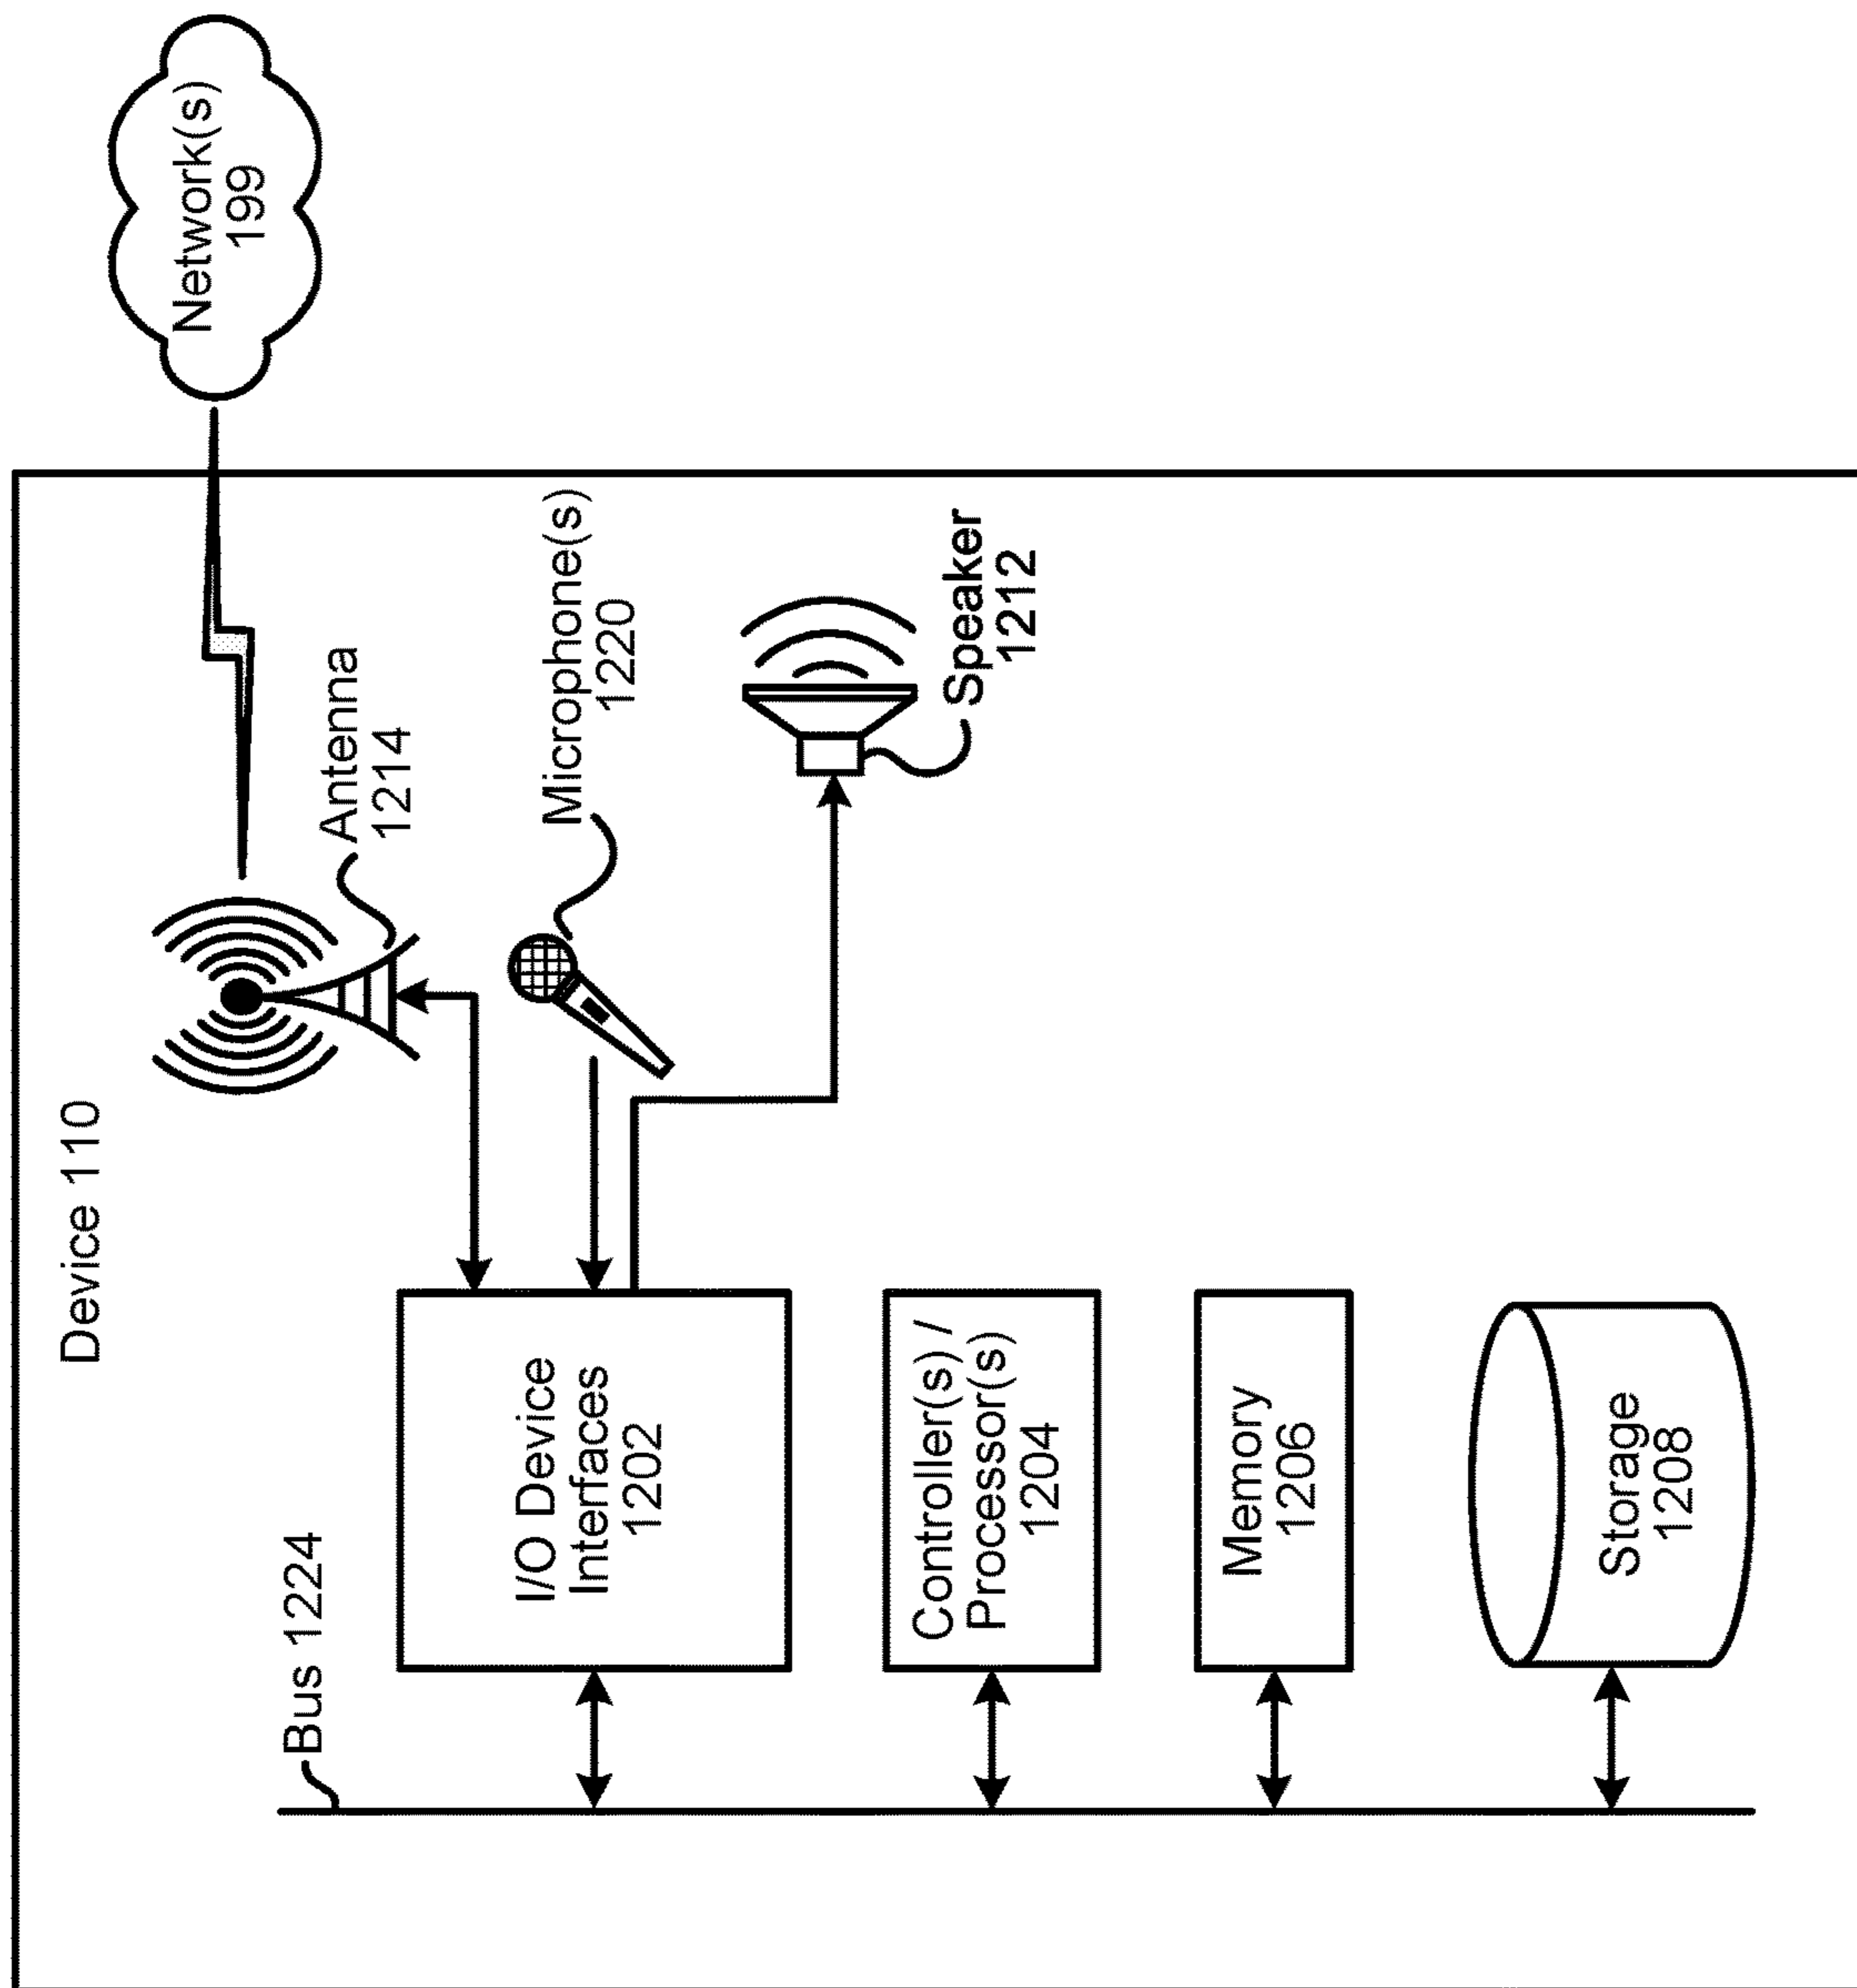 Device 110
Network(s)
199
Bus 1224
Antenna
1214
I/O Device
Interfaces
1202
Microphone(s)
1220
Controller(s) /
Processor(s)
1204
Speaker
1212
Memory
1206
Storage
1208